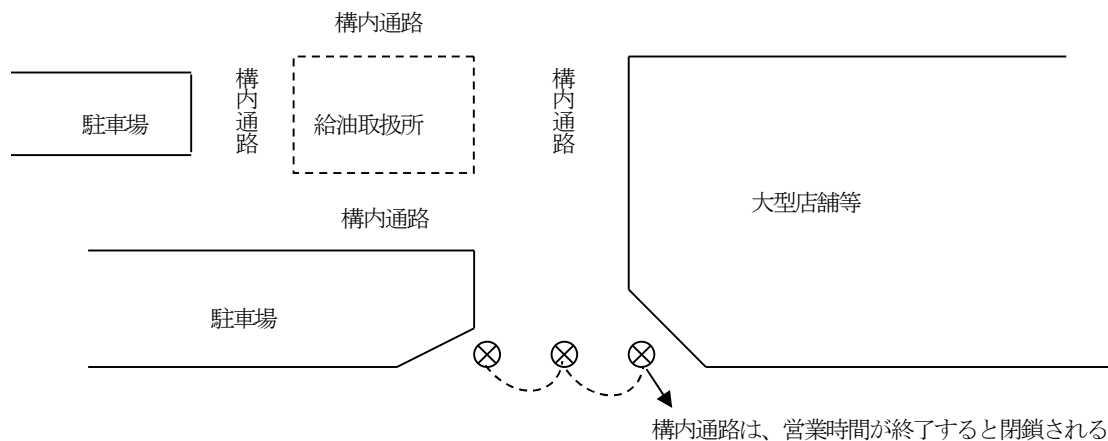 構内通路
構内通路
構内通路
駐車場
給油取扱所
大型店舗等
構内通路
駐車場
構内通路は、営業時間が終了すると閉鎖される